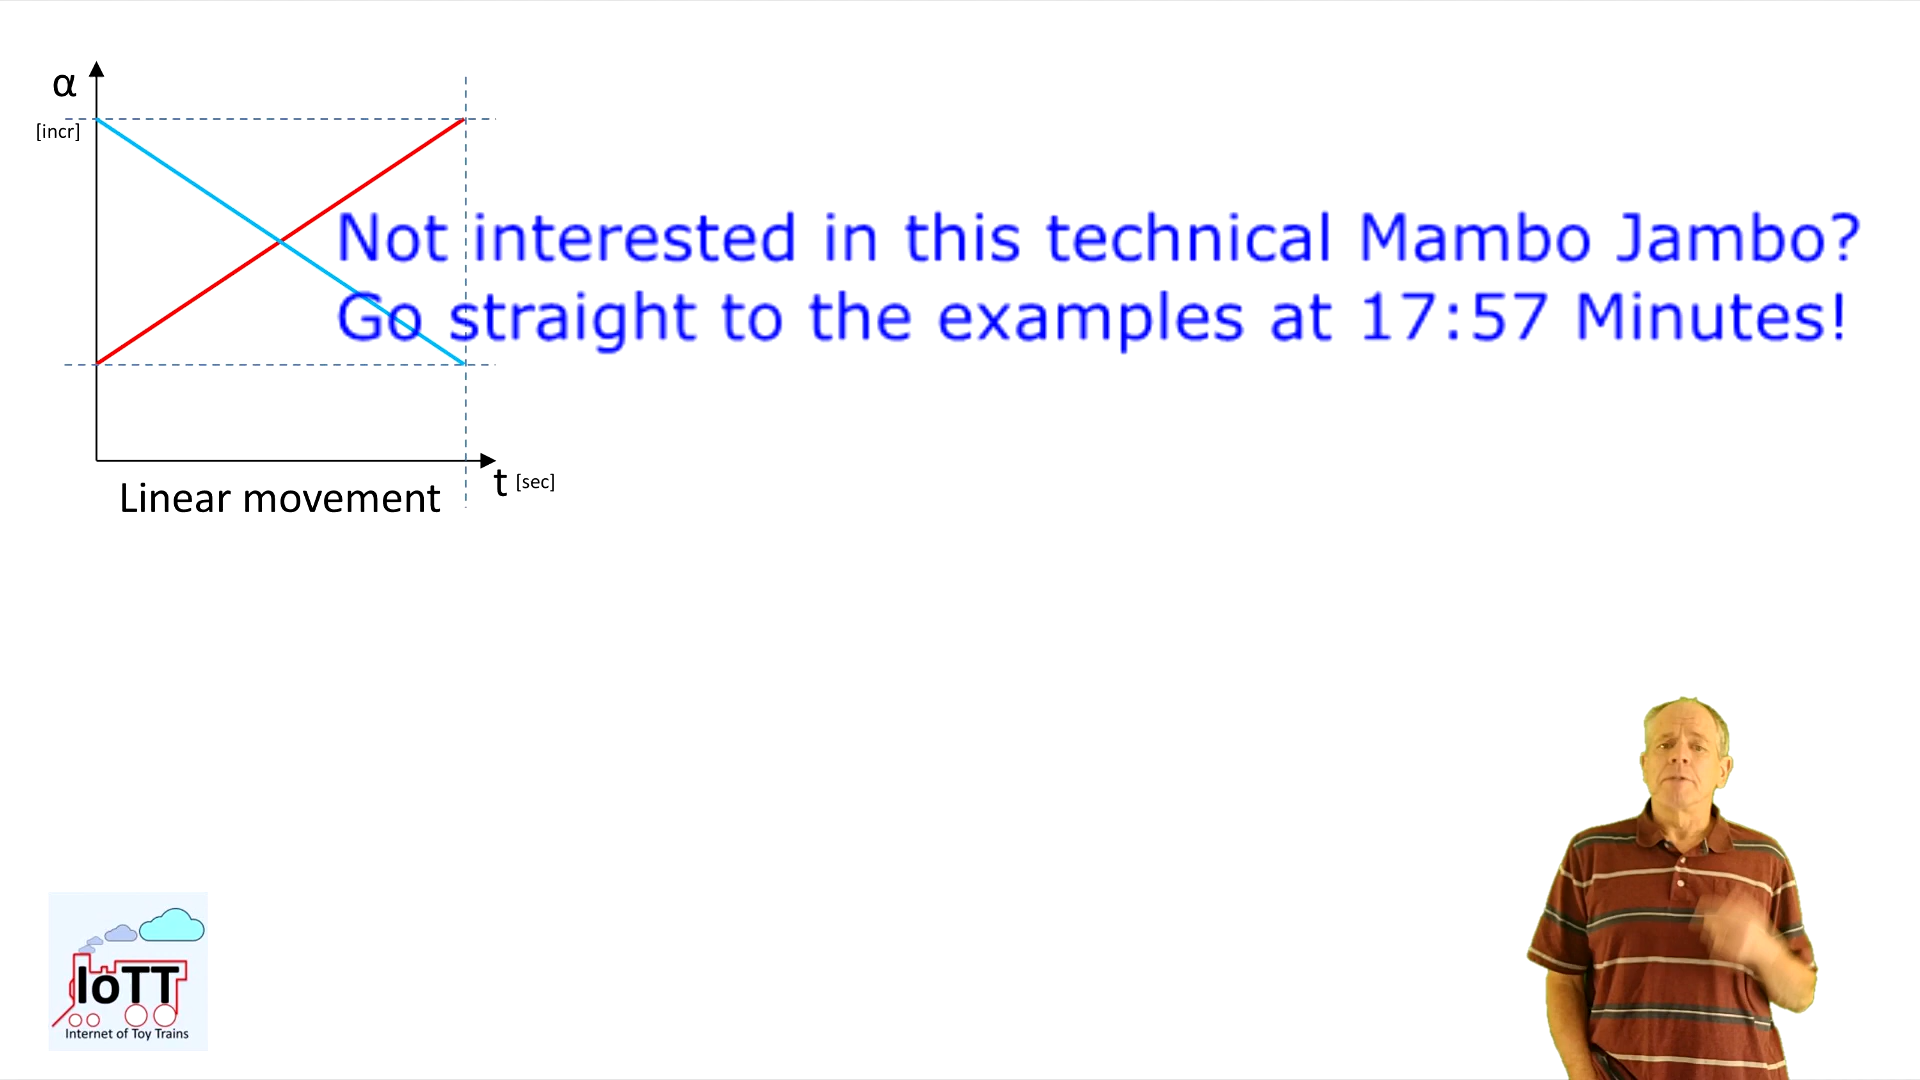 α
[incr]
Not interested in this technical Mambo Jambo?
Go straight to the examples at 17:57 Minutes!
t [sec]
Linear movement
IoTT
Internet of Toy Trains